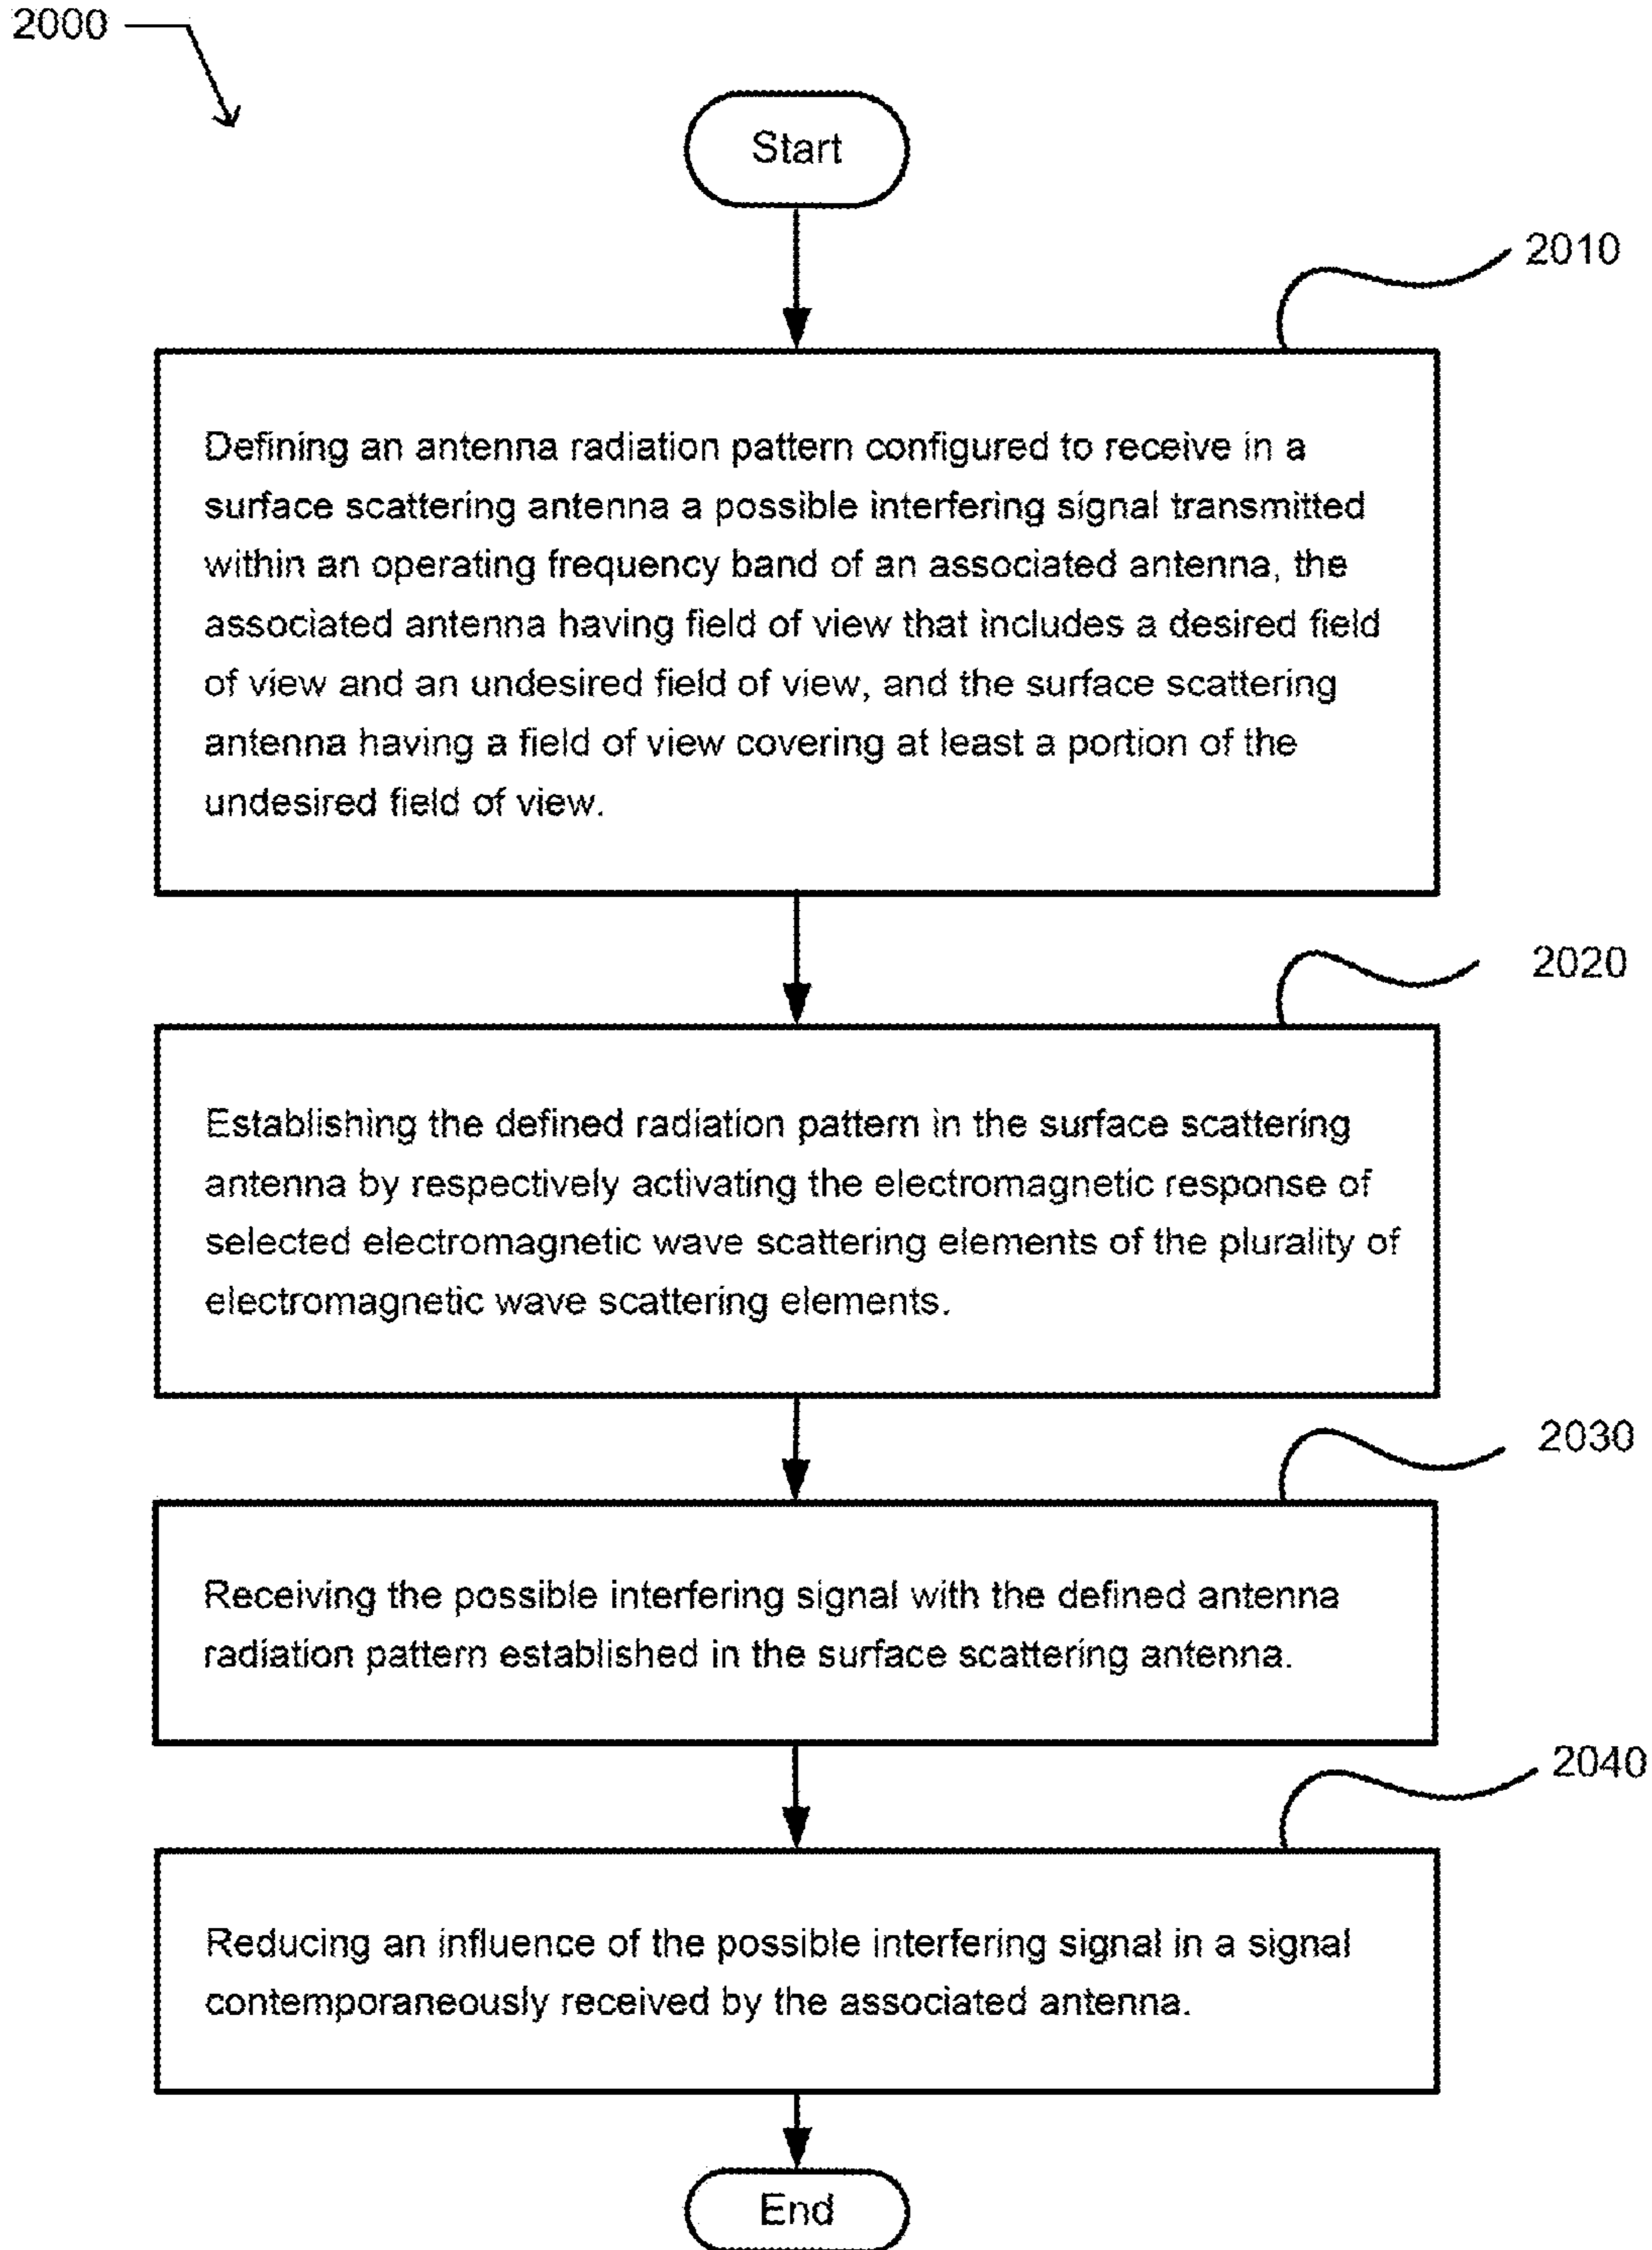 2000
Start
2010
Defining an antenna radiation pattern configured to receive in a
surface scattering antenna a possible interfering signal transmitted
within an operating frequency band of an associated antenna, the
associated antenna having field of view that includes a desired field
of view and an undesired field of view, and the surface scattering
antenna having a field of view covering at least a portion of the
undesired field of view.
2020
Establishing the defined radiation pattern in the surface scattering
antenna by respectively activating the electromagnetic response of
selected electromagnetic wave scattering elements of the plurality of
electromagnetic wave scattering elements.
2030
Receiving the possible interfering signal with the defined antenna
radiation pattern established in the surface scattering antenna.
2040
Reducing an influence of the possible interfering signal in a signal
contemporaneously received by the associated antenna.
End